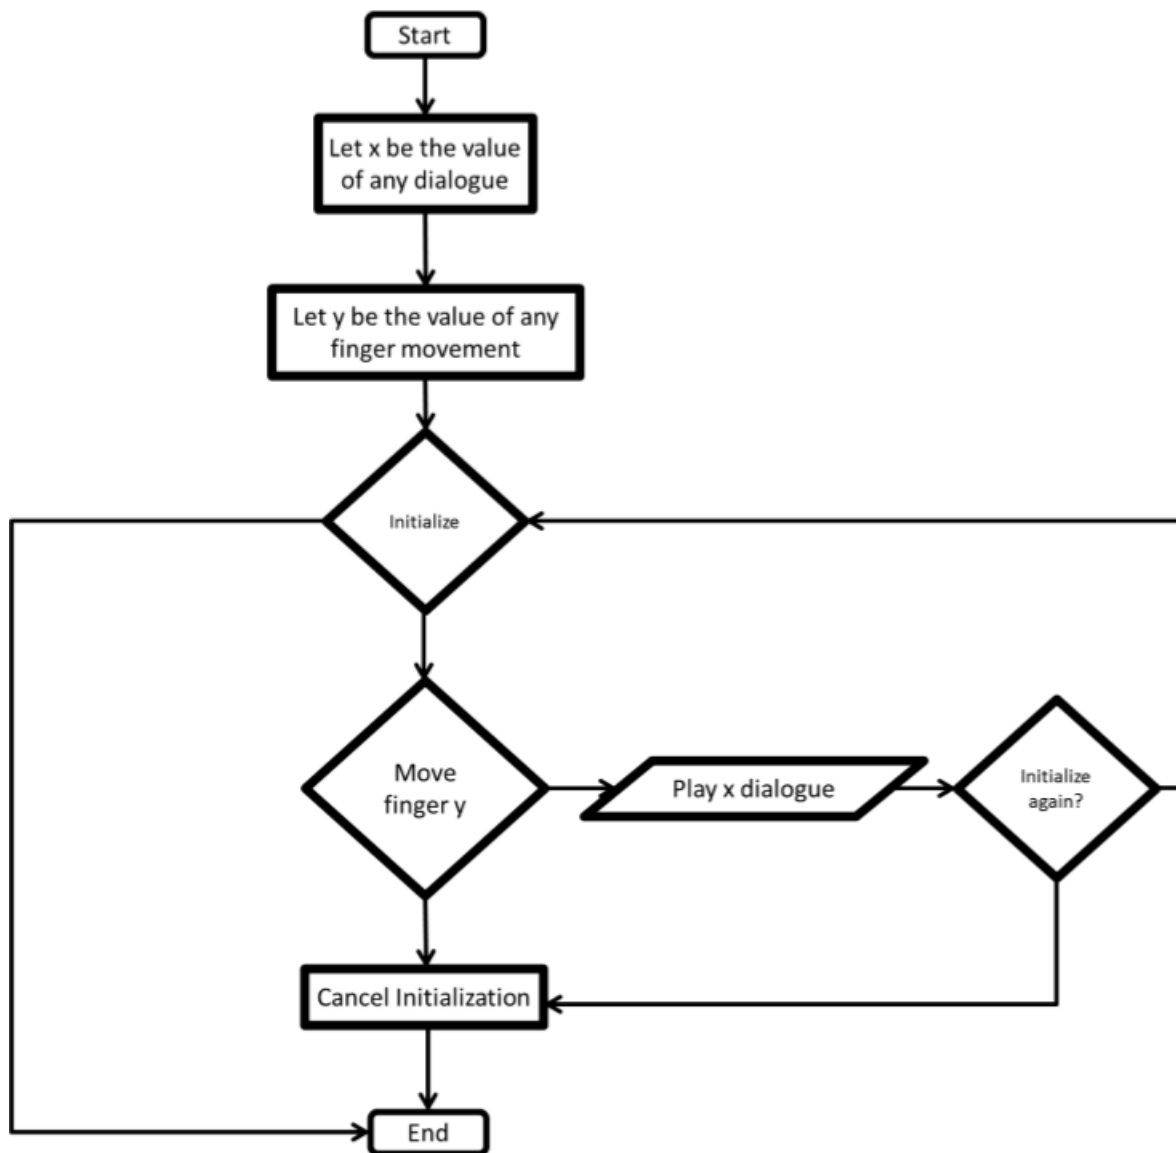 Start
Let x be the value
of any dialogue
Let y be the value of any
finger movement
Initialize
Move
finger y
Play x dialogue
Initialize
again?
Cancel Initialization
End